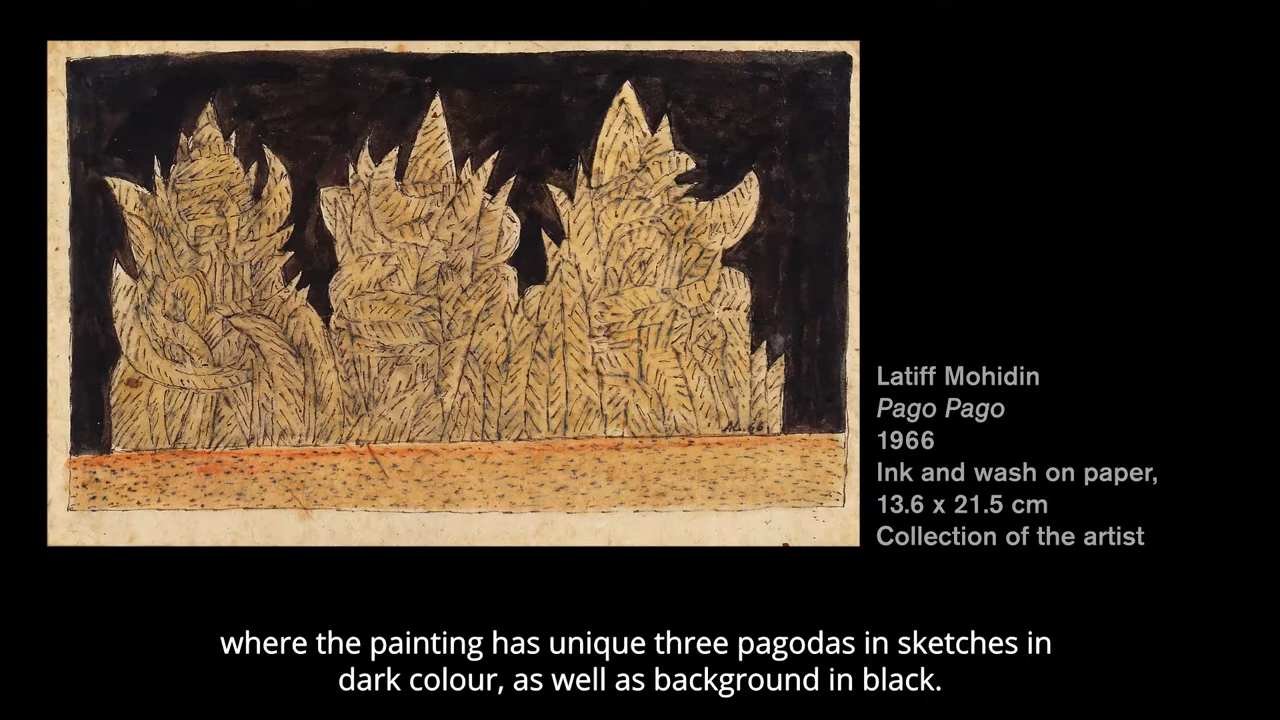 Latiff Mohidin
Pago Pago
1966
Ink and wash on paper,
13.6 x 21.5 cm
Collection of the artist
where the painting has unique three pagodas in sketches in
dark colour, as well as background in black.